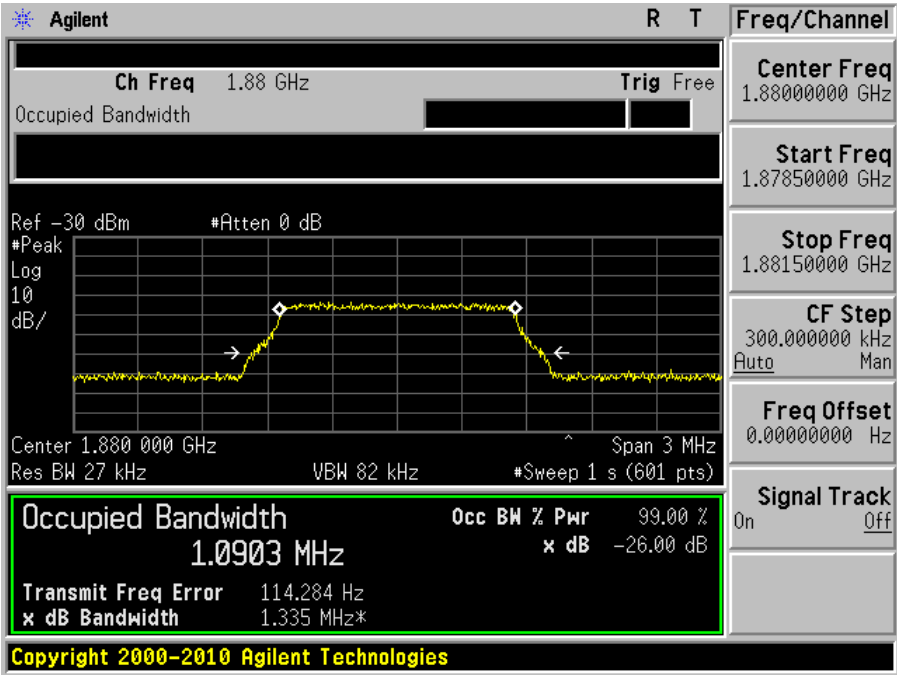 Agilent R T
Ch Freq 1.88 GHz Trig Free
Occupied Bandwidth
Ref -30 dBm #Atten 0 dB
#Peak
Log
10
dB/
Center 1.880 000 GHz ^ Span 3 MHz
Res BW 27 kHz VBW 82 kHz #Sweep 1 s (601 pts)
Occupied Bandwidth Occ BW % Pwr 99.00 %
1.0903 MHz x dB -26.00 dB
Transmit Freq Error 114.284 Hz
x dB Bandwidth 1.335 MHz*
Copyright 2000-2010 Agilent Technologies
Freq/Channel
Center Freq
1.88000000 GHz
Start Freq
1.87850000 GHz
Stop Freq
1.88150000 GHz
CF Step
300.000000 kHz
Auto Man
Freq Offset
0.00000000 Hz
Signal Track
On Off